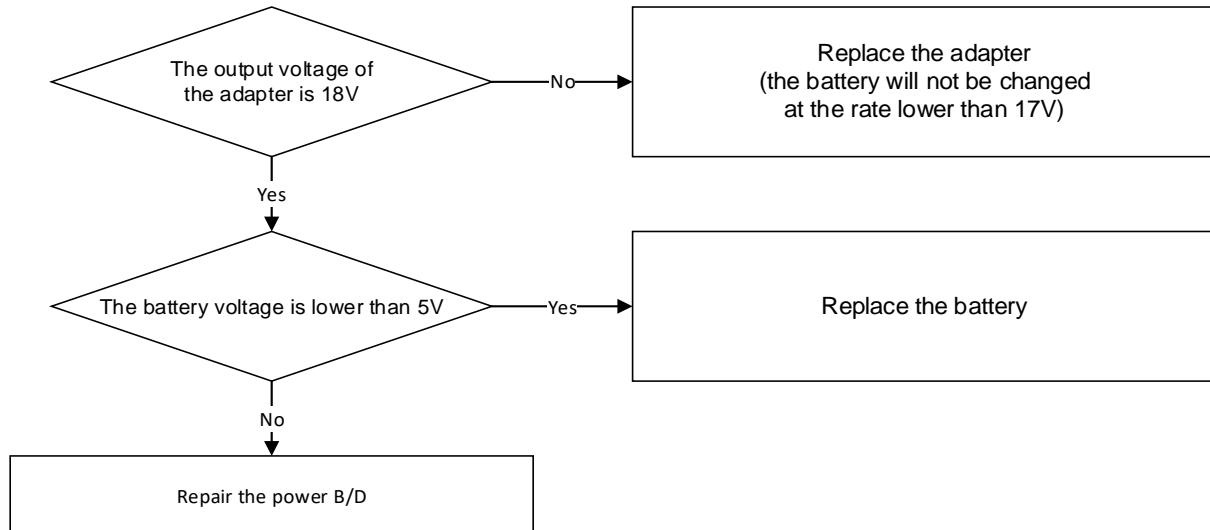 The output voltage of
the adapter is 18V
No
Replace the adapter
(the battery will not be changed
at the rate lower than 17V)
Yes
The battery voltage is lower than 5V
Yes
Replace the battery
No
Repair the power B/D